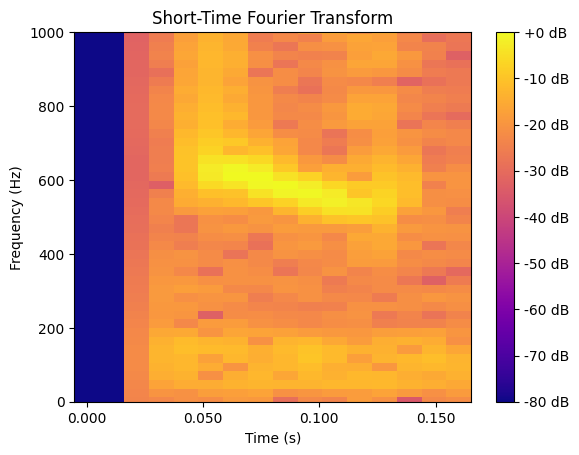 Short-Time Fourier Transform
Frequency (Hz)
1000
800
600
400
200
0
0.000
0.050
0.100
0.150
Time (s)
+0 dB
-10 dB
-20 dB
-30 dB
-40 dB
-50 dB
-60 dB
-70 dB
-80 dB